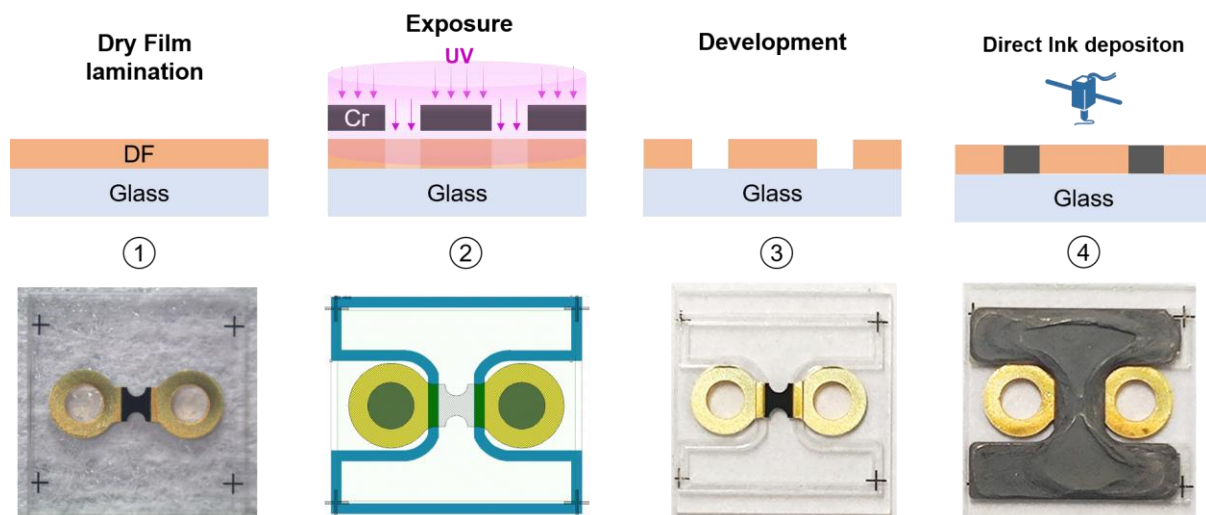 Dry Film
lamination
DF
Glass
①
Exposure
UV
Cr
Glass
②
Development
Glass
③
Direct Ink depositon
Glass
④